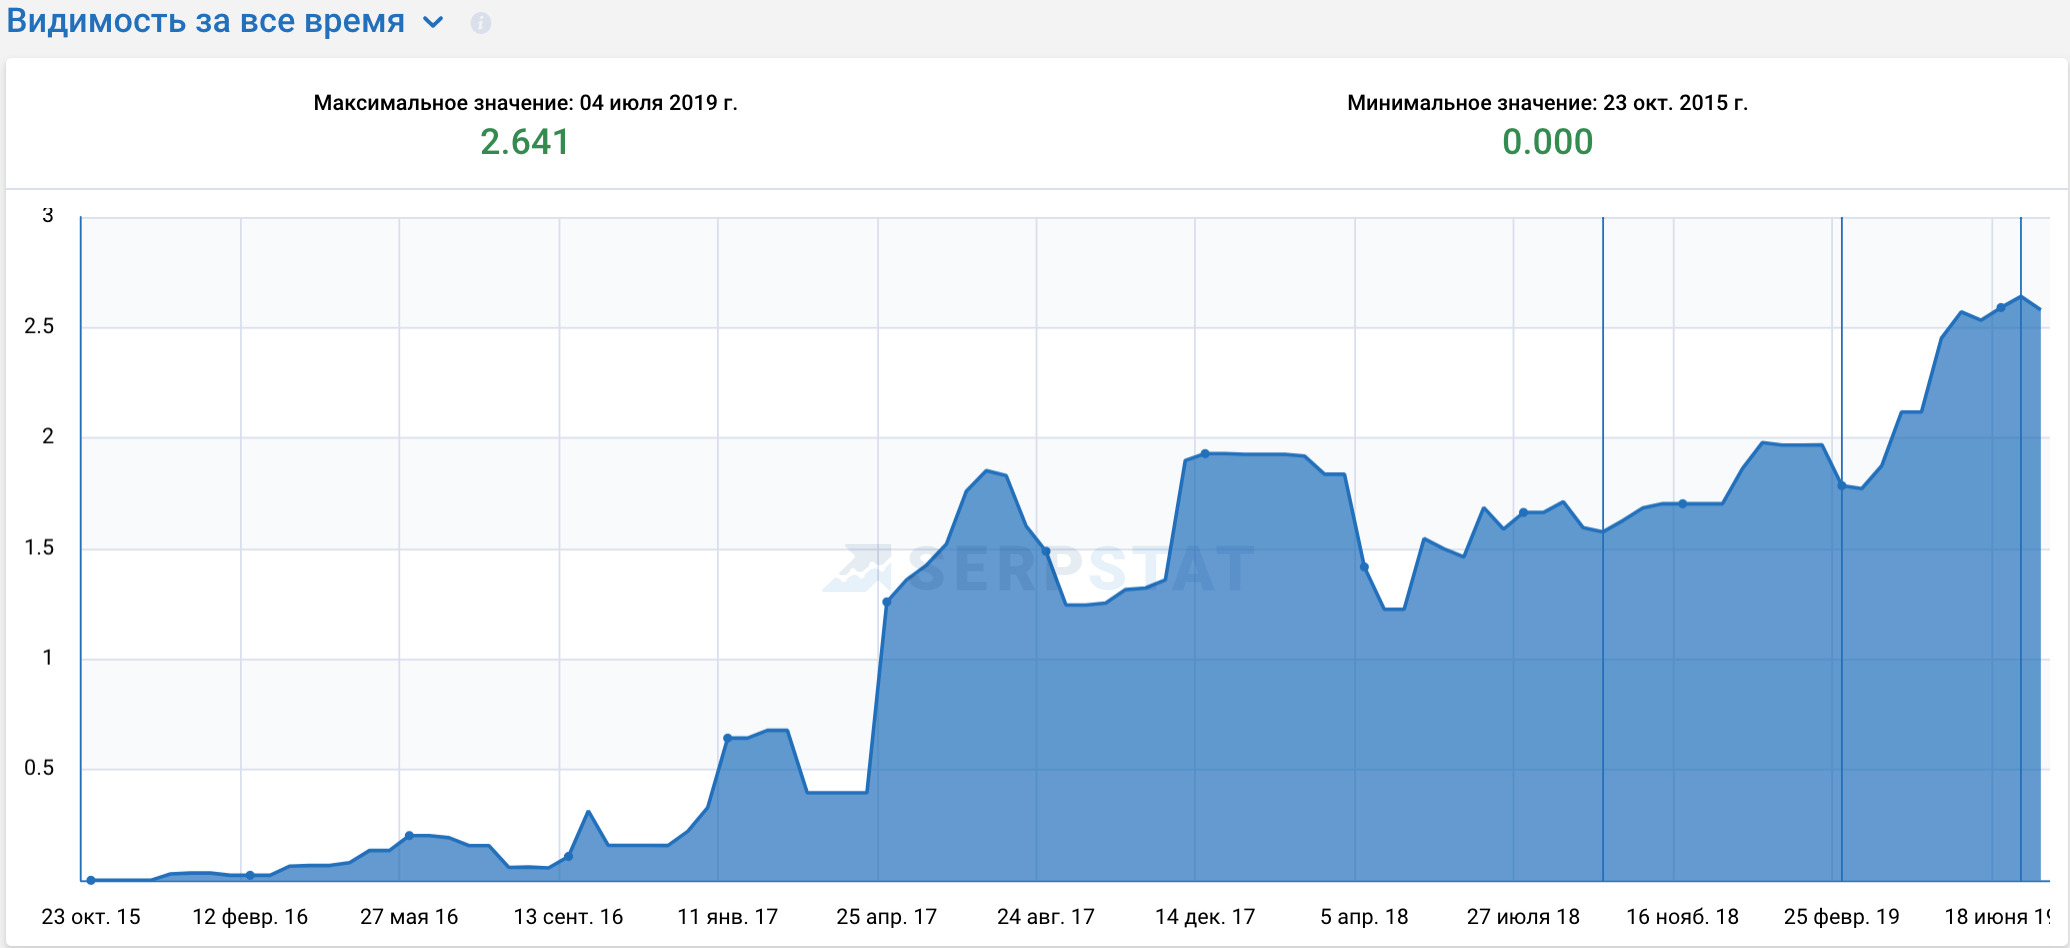 Видимость за все время
Максимальное значение: 04 июля 2019 г.
2.641
Минимальное значение: 23 окт. 2015 г.
0.000
3
2.5
2
1.5
1
0.5
SERPSTAT
23 окт. 15 12 февр. 16 27 мая 16 13 сент. 16 11 янв. 17 25 апр. 17 24 авг. 17 14 дек. 17 5 апр. 18 27 июля 18 16 нояб. 18 25 февр. 19 18 июня 19